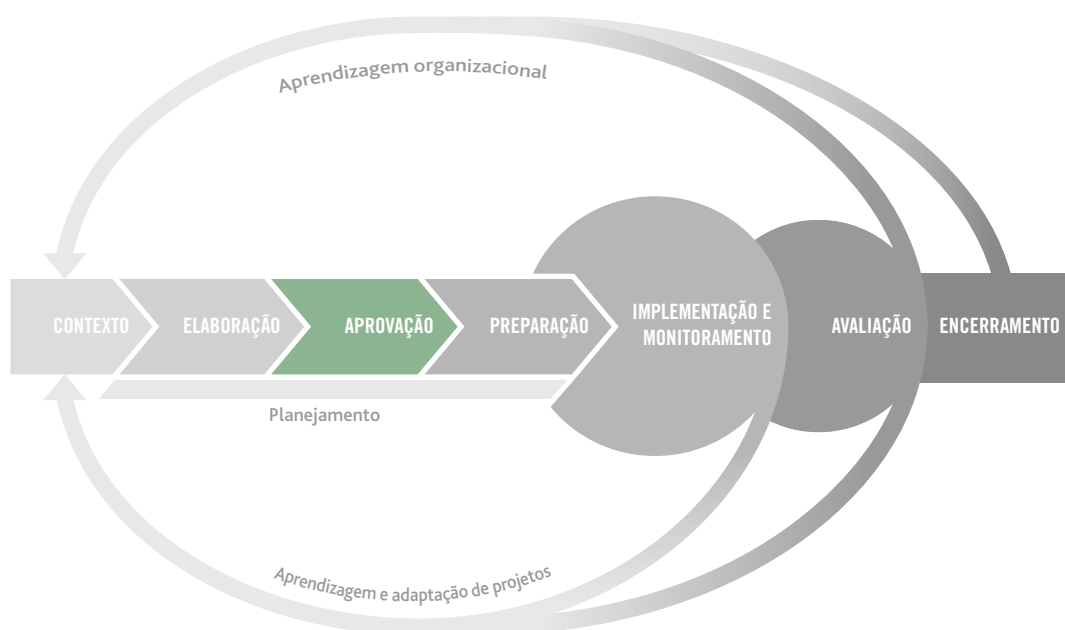 Aprendizagem organizacional
CONTEXTO
ELABORAÇÃO
APROVAÇÃO
PREPARAÇÃO
IMPLEMENTAÇÃO E
MONITORAMENTO
AVALIAÇÃO
ENCERRAMENTO
Planejamento
Aprendizagem e adaptação de projetos